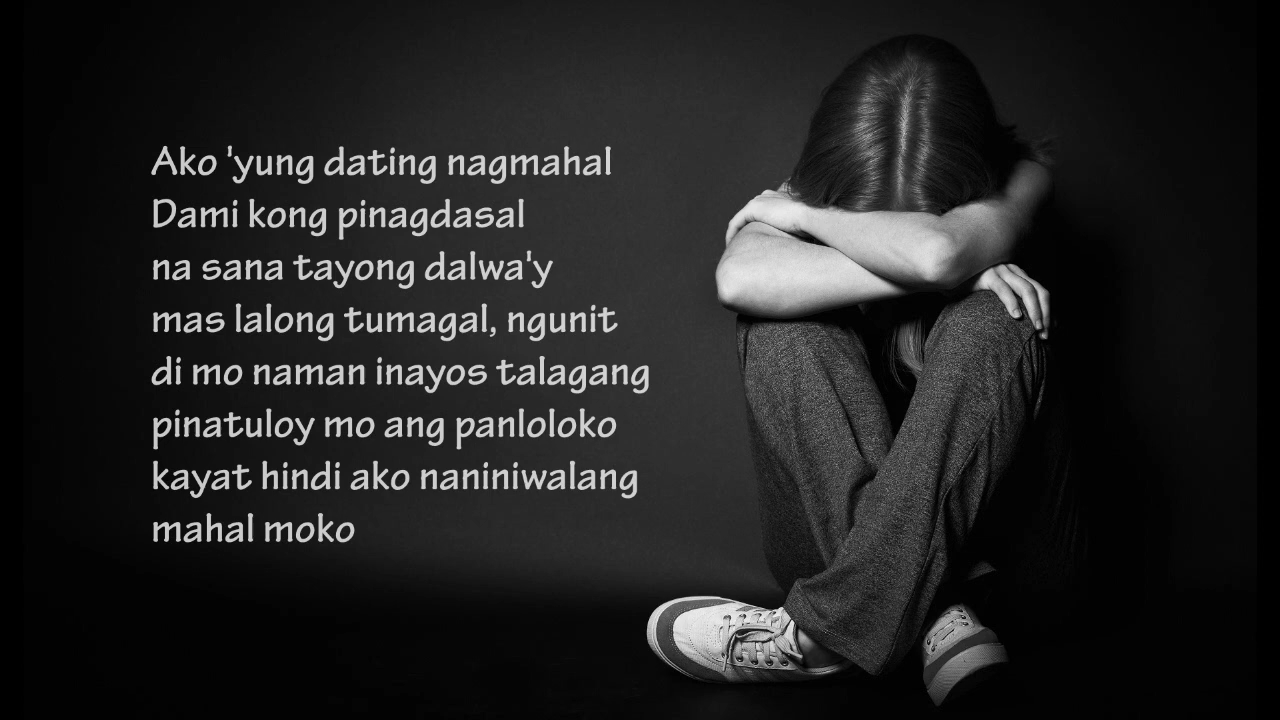 Ako 'yung dating nagmahal
Dami kong pinagdasal
na sana tayong dalwa'y
mas lalong tumagal, ngunit
di mo naman inayos talagang
pinatuloy mo ang panloloko
kayat hindi ako naniniwalang
mahal moko